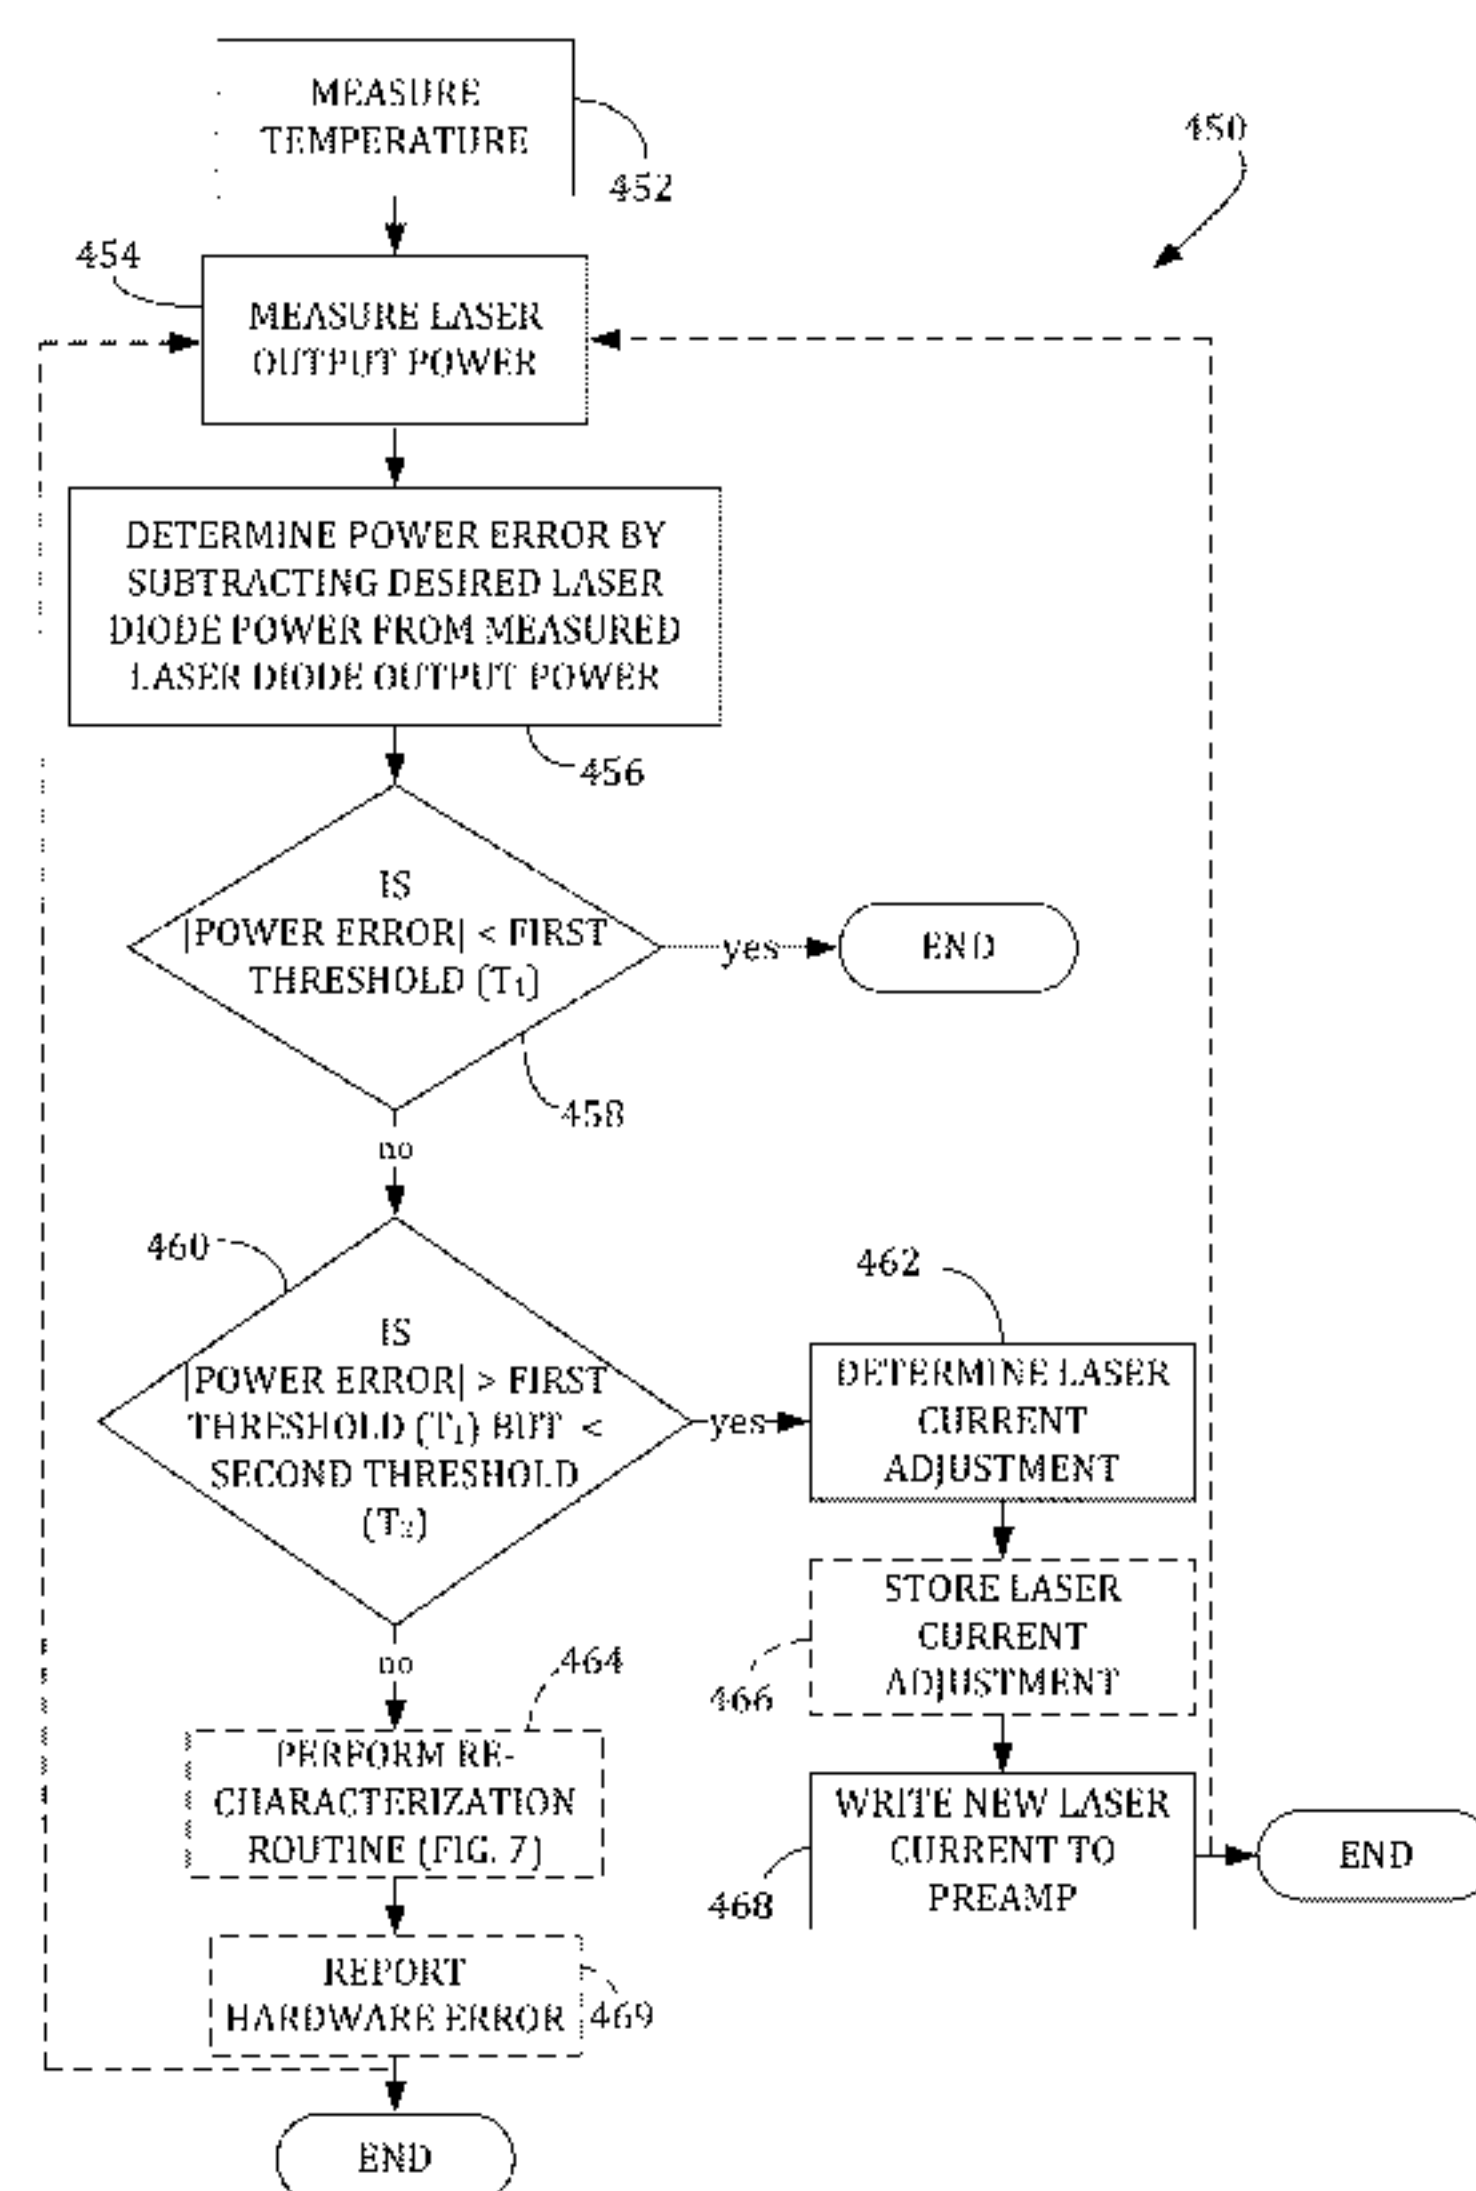 MEASURE
TEMPERATURE
452
450
454
MEASURE LASER
OUTPUT POWER
DETERMINE POWER ERROR BY
SUBTRACTING DESIRED LASER
DIODE POWER FROM MEASURED
LASER DIODE OUTPUT POWER
456
IS
|POWER ERROR| < FIRST
THRESHOLD (T₁)
yes
END
458
no
460
IS
|POWER ERROR| > FIRST
THRESHOLD (T₁) BUT <
SECOND THRESHOLD
(T₂)
yes
462
DETERMINE LASER
CURRENT
ADJUSTMENT
STORE LASER
CURRENT
ADJUSTMENT
466
no
464
PERFORM RE-
CHARACTERIZATION
ROUTINE (FIG. 7)
WRITE NEW LASER
CURRENT TO
PREAMP
468
END
REPORT
HARDWARE ERROR
469
END